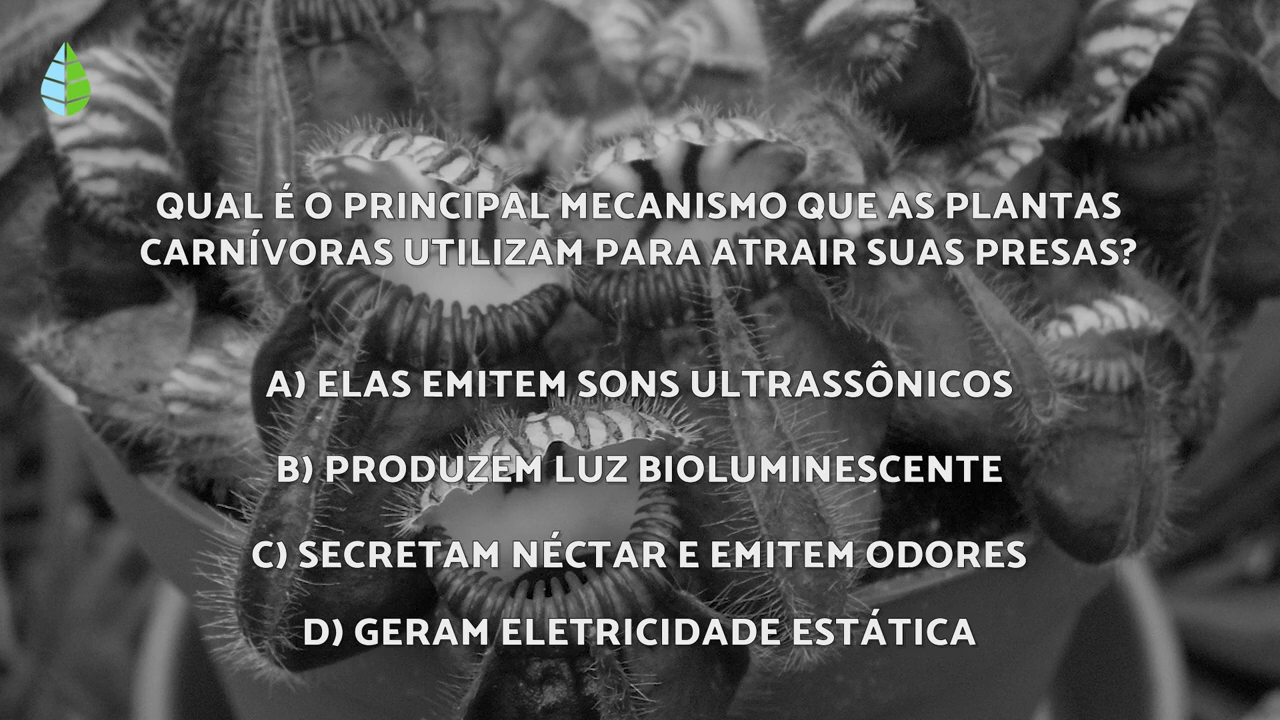 QUAL É O PRINCIPAL MECANISMO QUE AS PLANTAS
CARNÍVORAS UTILIZAM PARA ATRAIR SUAS PRESAS?
A) ELAS EMITEM SONS ULTRASSÔNICOS
B) PRODUZEM LUZ BIOLUMINESCENTE
C) SECRETAM NÉCTAR E EMITEM ODORES
D) GERAM ELETRICIDADE ESTÁTICA